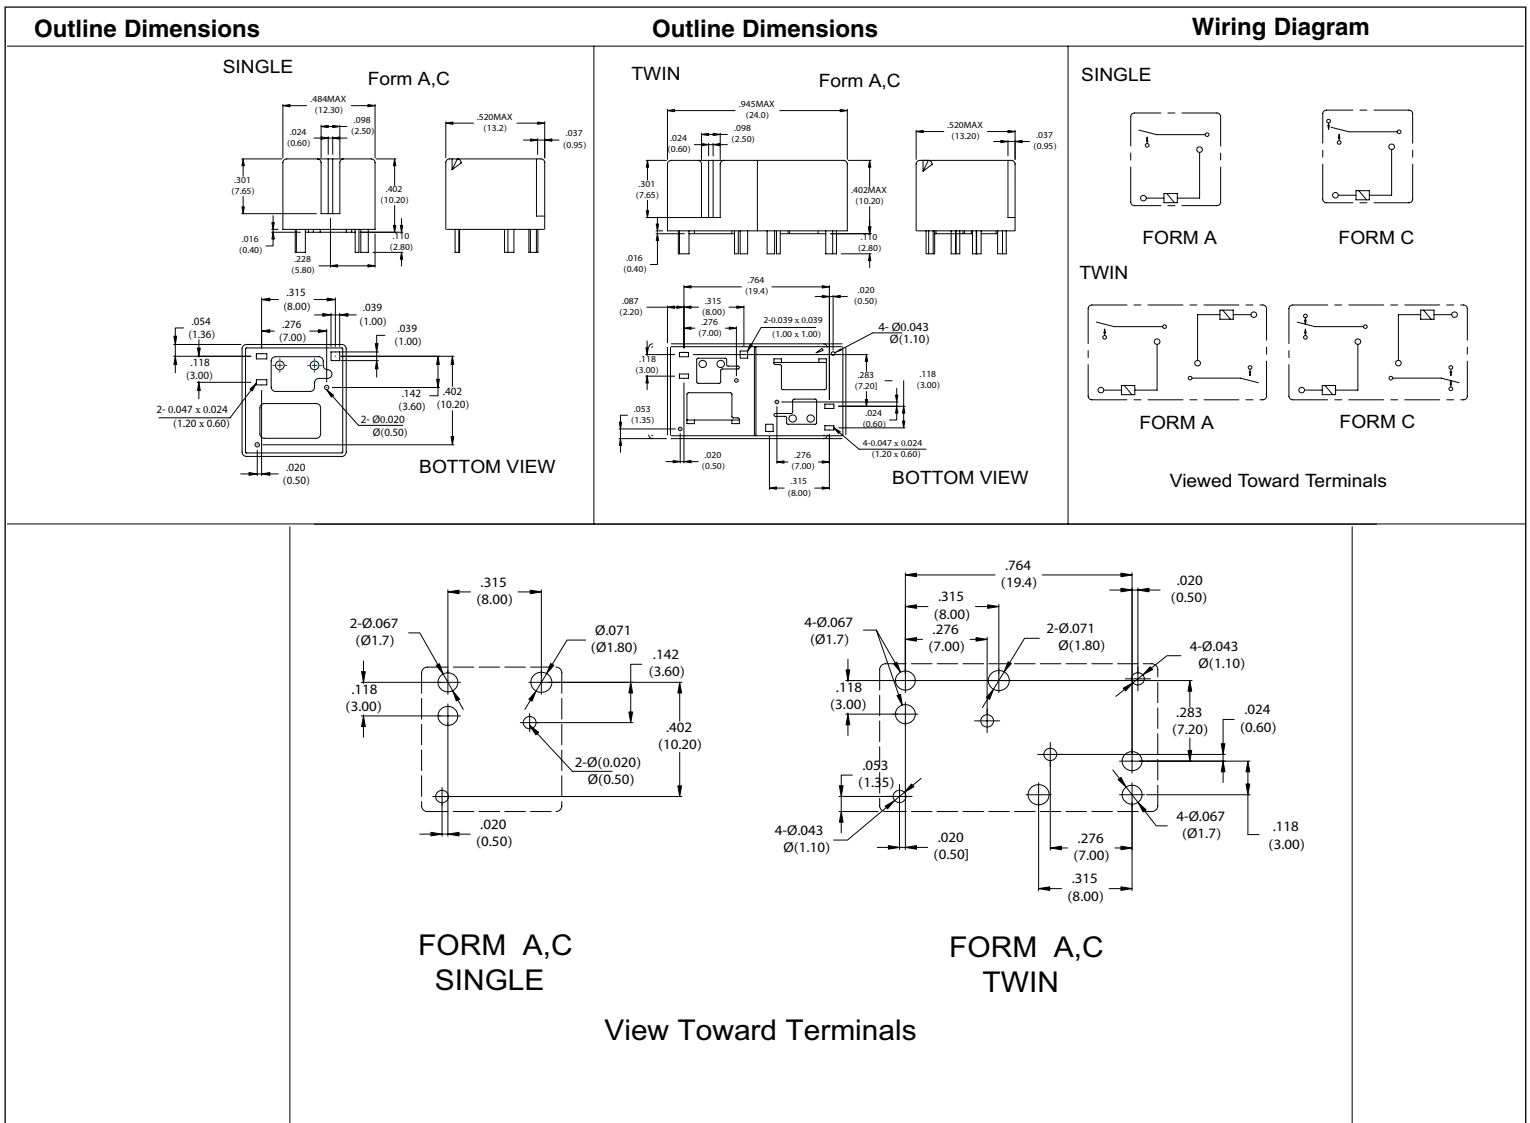 Outline Dimensions
Outline Dimensions
Wiring Diagram
SINGLE
Form A,C
.484MAX
(12.30)
.098
(2.50)
.024
(0.60)
.301
(7.65)
.402
(10.20)
.016
(0.40)
.110
(2.80)
.228
(5.80)
.520MAX
(13.2)
.037
(0.95)
.315
(8.00)
.039
(1.00)
.276
(7.00)
.039
(1.00)
.054
(1.36)
.118
(3.00)
.142
(3.60)
.402
(10.20)
2- 0.047 x 0.024
(1.20 x 0.60)
2- Ø0.020
Ø(0.50)
.020
(0.50)
BOTTOM VIEW
TWIN
Form A,C
.945MAX
(24.0)
.098
(2.50)
.024
(0.60)
.301
(7.65)
.402MAX
(10.20)
.016
(0.40)
.110
(2.80)
.520MAX
(13.20)
.037
(0.95)
.764
(19.4)
.020
(0.50)
.087
(2.20)
.315
(8.00)
.276
(7.00)
2-0.039 x 0.039
(1.00 x 1.00)
4- Ø0.043
Ø(1.10)
.118
(3.00)
.283
(7.20]
.118
(3.00)
.053
(1.35)
.024
(0.60)
4-0.047 x 0.024
(1.20 x 0.60)
.020
(0.50)
.276
(7.00)
.315
(8.00)
BOTTOM VIEW
SINGLE
FORM A
FORM C
TWIN
FORM A
FORM C
Viewed Toward Terminals
.315
(8.00)
2-Ø.067
(Ø1.7)
Ø.071
(Ø1.80)
.142
(3.60)
.118
(3.00)
.402
(10.20)
2-Ø(0.020)
Ø(0.50)
.020
(0.50)
FORM A,C
SINGLE
.764
(19.4)
.020
(0.50)
.315
(8.00)
4-Ø.067
(Ø1.7)
.276
(7.00)
2-Ø.071
Ø(1.80)
4-Ø.043
Ø(1.10)
.118
(3.00)
.283
(7.20)
.024
(0.60)
.053
(1.35)
4-Ø.043
Ø(1.10)
.020
(0.50]
.276
(7.00)
4-Ø.067
(Ø1.7)
.118
(3.00)
.315
(8.00)
FORM A,C
TWIN
View Toward Terminals